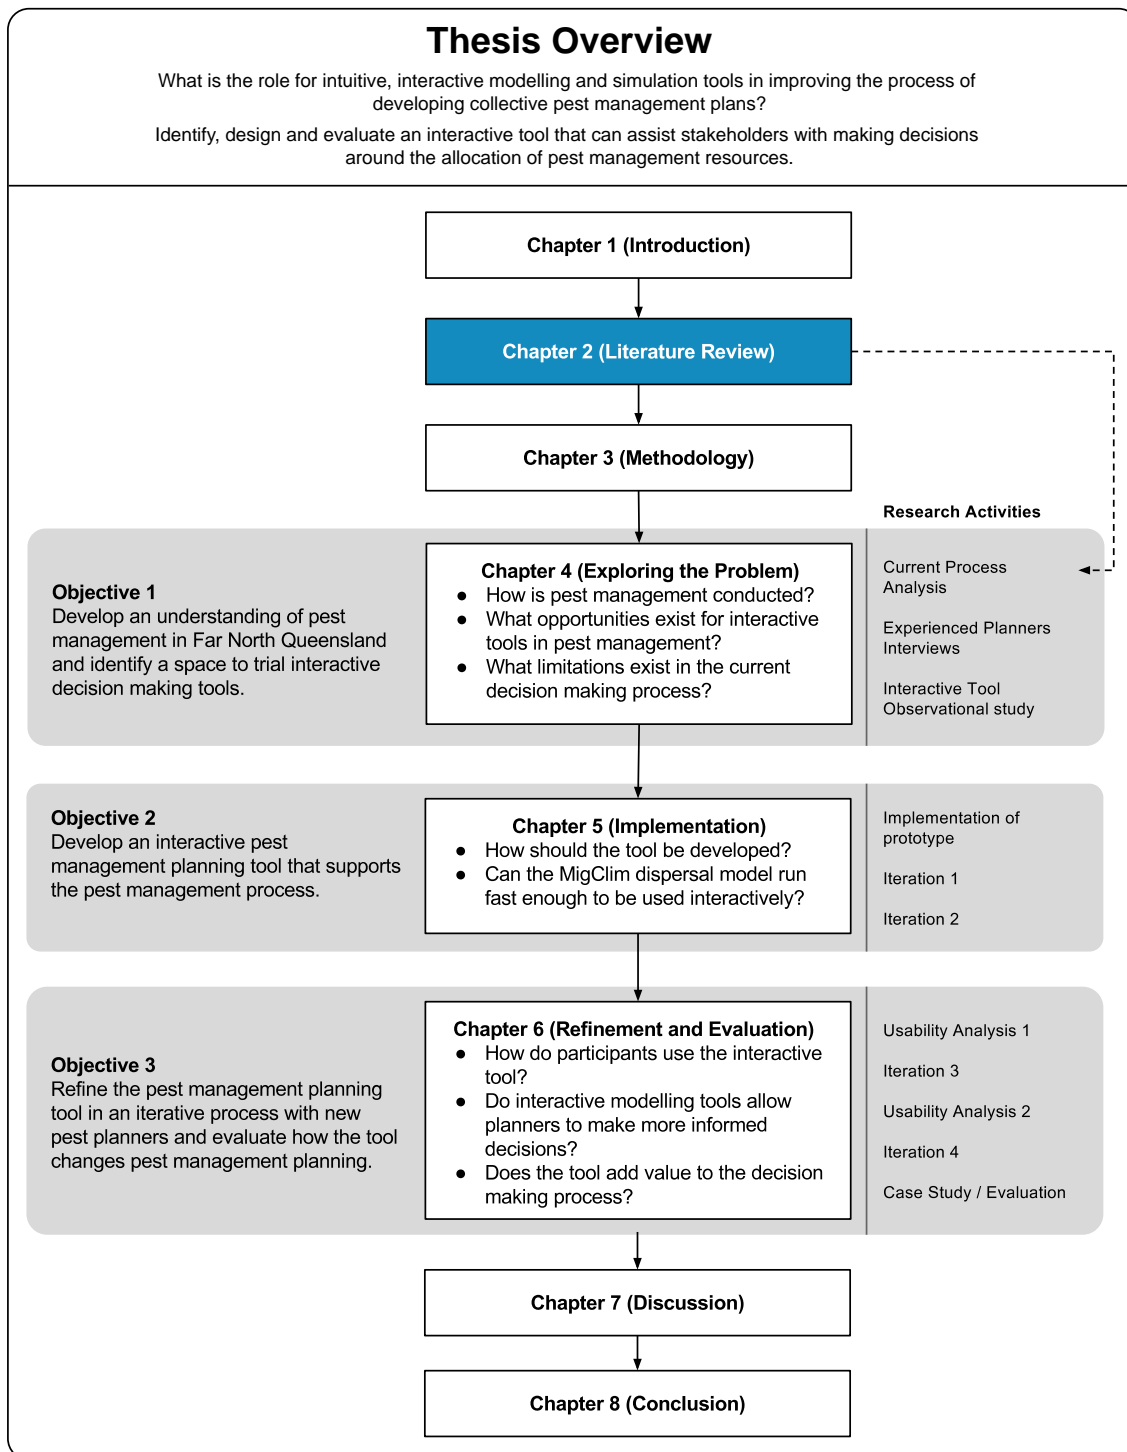 Thesis Overview
What is the role for intuitive, interactive modelling and simulation tools in improving the process of
developing collective pest management plans?
Identify, design and evaluate an interactive tool that can assist stakeholders with making decisions
around the allocation of pest management resources.
Chapter 1 (Introduction)
Chapter 2 (Literature Review)
Chapter 3 (Methodology)
Research Activities
Objective 1
Develop an understanding of pest
management in Far North Queensland
and identify a space to trial interactive
decision making tools.
Chapter 4 (Exploring the Problem)
● How is pest management conducted?
● What opportunities exist for interactive
tools in pest management?
● What limitations exist in the current
decision making process?
Current Process
Analysis
Experienced Planners
Interviews
Interactive Tool
Observational study
Objective 2
Develop an interactive pest
management planning tool that supports
the pest management process.
Chapter 5 (Implementation)
● How should the tool be developed?
● Can the MigClim dispersal model run
fast enough to be used interactively?
Implementation of
prototype
Iteration 1
Iteration 2
Objective 3
Refine the pest management planning
tool in an iterative process with new
pest planners and evaluate how the tool
changes pest management planning.
Chapter 6 (Refinement and Evaluation)
● How do participants use the interactive
tool?
● Do interactive modelling tools allow
planners to make more informed
decisions?
● Does the tool add value to the decision
making process?
Usability Analysis 1
Iteration 3
Usability Analysis 2
Iteration 4
Case Study / Evaluation
Chapter 7 (Discussion)
Chapter 8 (Conclusion)